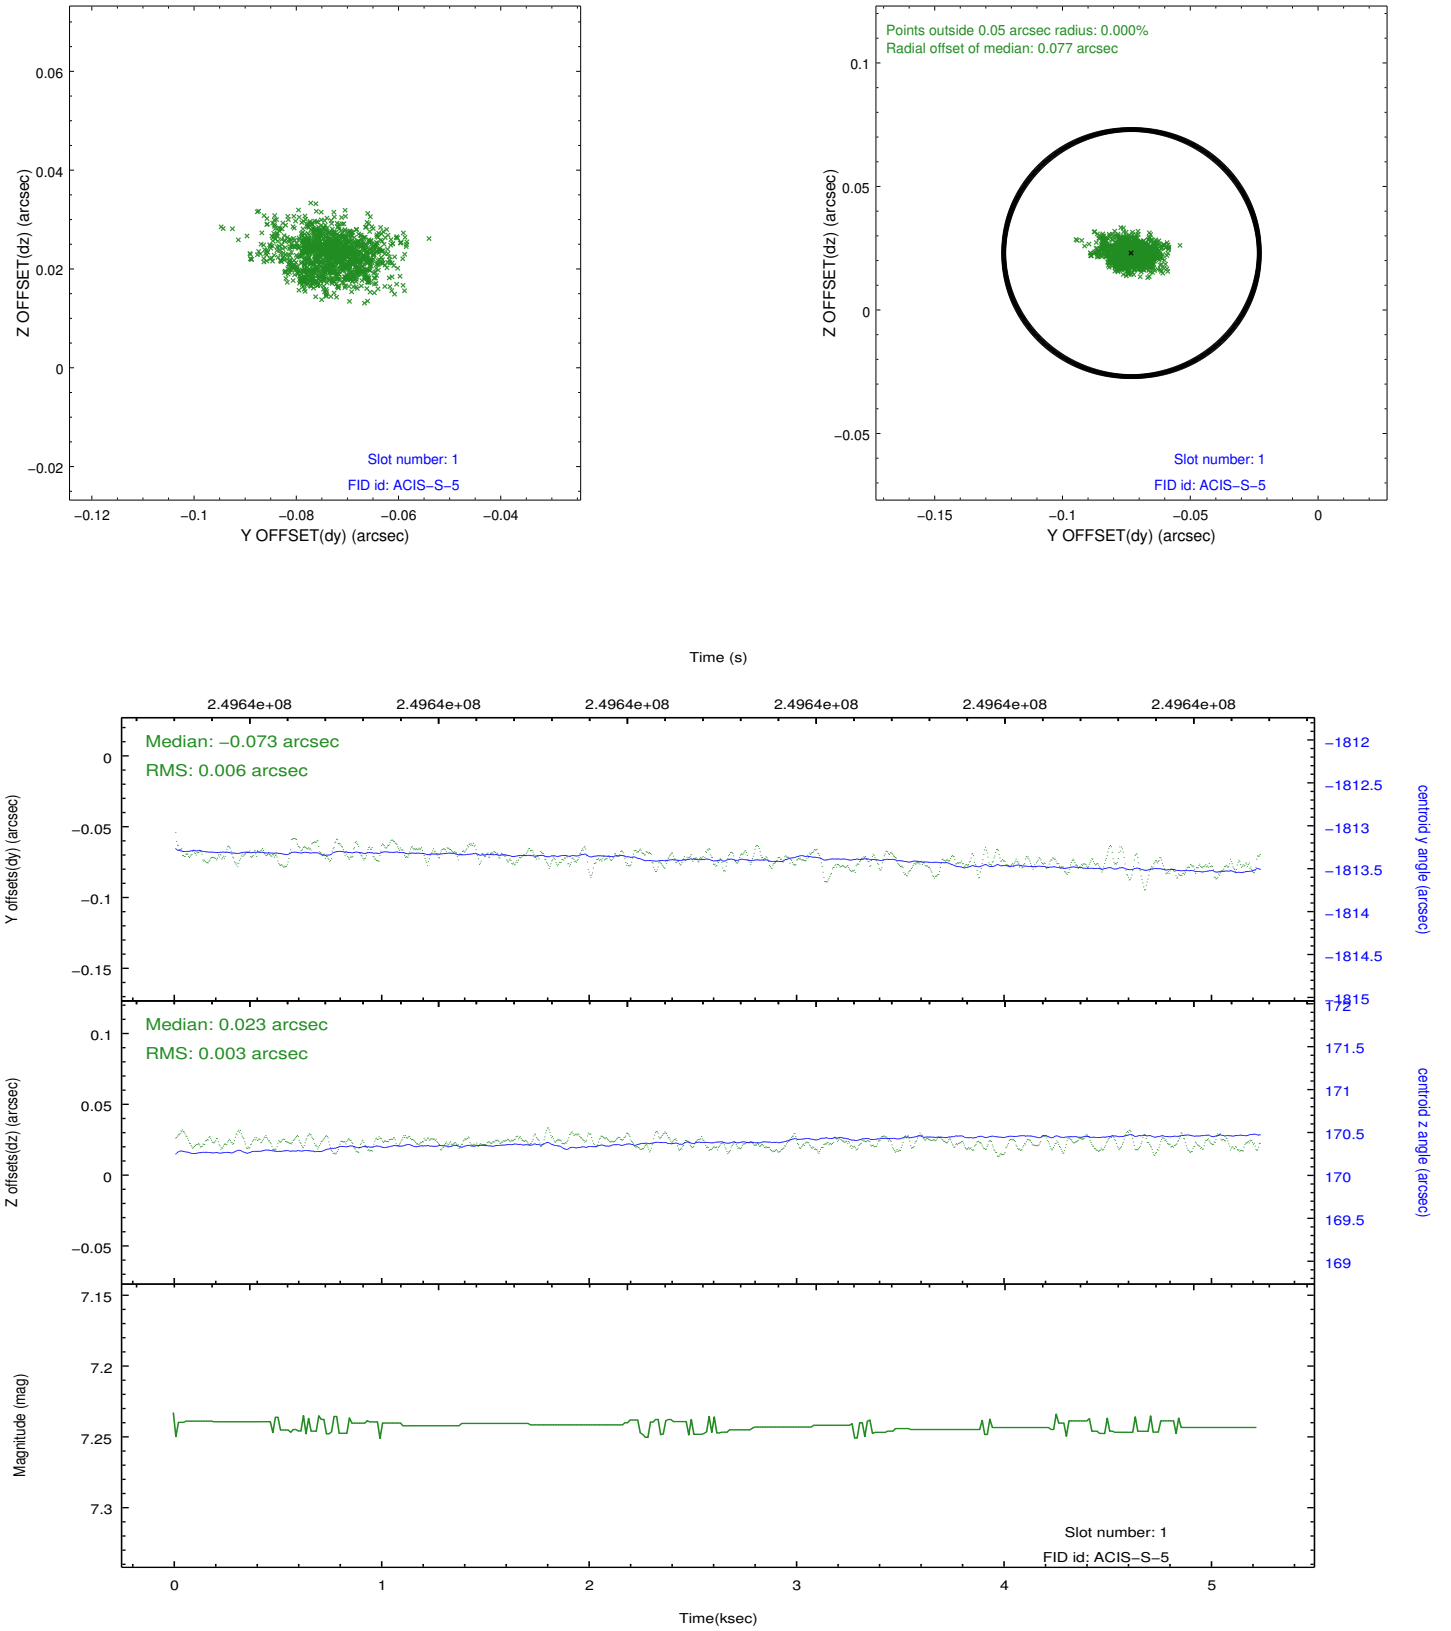 0.06
0.04
0.02
0
−0.02
Z OFFSET(dz) (arcsec)
Slot number: 1
FID id: ACIS−S−5
−0.12
−0.1
−0.08
−0.06
−0.04
Y OFFSET(dy) (arcsec)
Points outside 0.05 arcsec radius: 0.000%
Radial offset of median: 0.077 arcsec
0.1
0.05
0
−0.05
Z OFFSET(dz) (arcsec)
Slot number: 1
FID id: ACIS−S−5
−0.15
−0.1
−0.05
0
Y OFFSET(dy) (arcsec)
Time (s)
2.4964e+08
2.4964e+08
2.4964e+08
2.4964e+08
2.4964e+08
2.4964e+08
Median: −0.073 arcsec
RMS: 0.006 arcsec
0
−0.05
−0.1
−0.15
Y offsets(dy) (arcsec)
−1812
−1812.5
−1813
−1813.5
−1814
−1814.5
−1815
centroid y angle (arcsec)
Median: 0.023 arcsec
RMS: 0.003 arcsec
0.1
0.05
0
−0.05
Z offsets(dz) (arcsec)
172
171.5
171
170.5
170
169.5
169
centroid z angle (arcsec)
7.15
7.2
7.25
7.3
Magnitude (mag)
Slot number: 1
FID id: ACIS−S−5
0
1
2
3
4
5
Time(ksec)